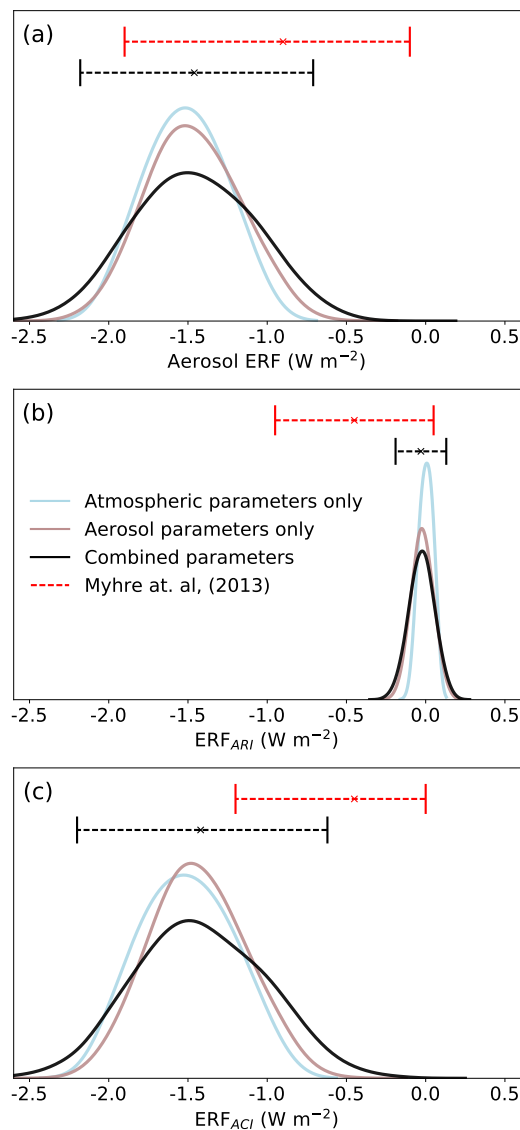 (a)
-2.5 -2.0 -1.5 -1.0 -0.5 0.0 0.5
Aerosol ERF (W m⁻²)
(b)
Atmospheric parameters only
Aerosol parameters only
Combined parameters
Myhre at. al, (2013)
-2.5 -2.0 -1.5 -1.0 -0.5 0.0 0.5
ERF_ARI (W m⁻²)
(c)
-2.5 -2.0 -1.5 -1.0 -0.5 0.0 0.5
ERF_ACI (W m⁻²)